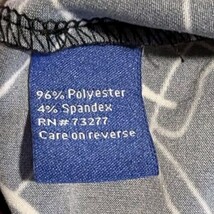 96% Polyester
4% Spandex
RN# 73277
Care on reverse